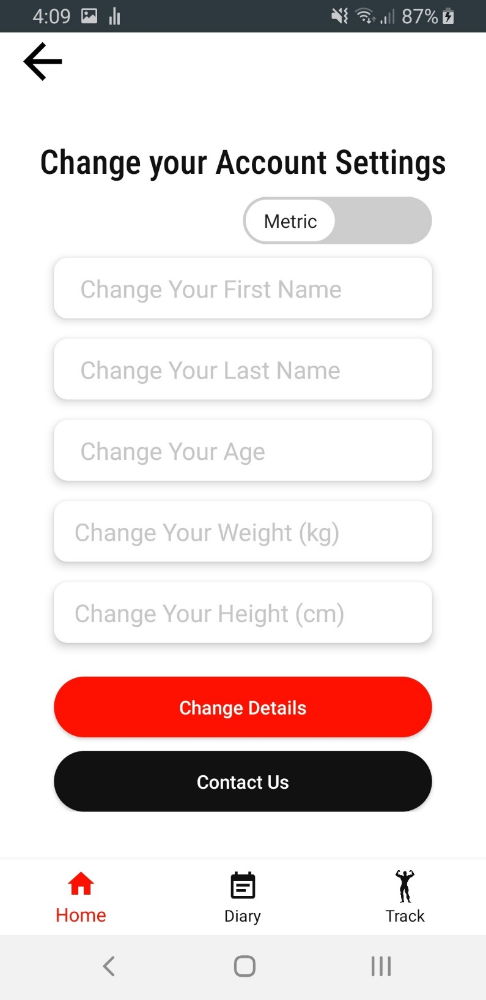 4:09
87%
Change your Account Settings
Metric
Change Your First Name
Change Your Last Name
Change Your Age
Change Your Weight (kg)
Change Your Height (cm)
Change Details
Contact Us
Home
Diary
Track